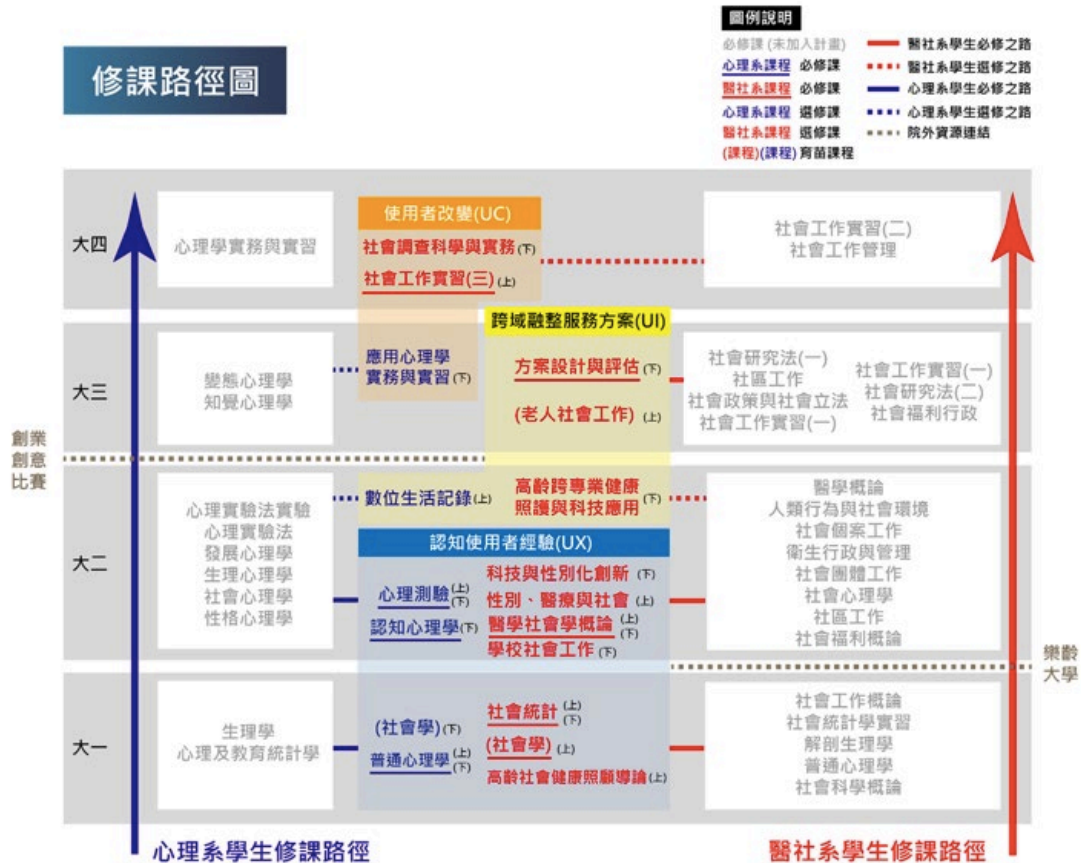 修課路徑圖
圖例說明
必修課 (未加入計畫)
心理系課程 必修課
醫社系課程 必修課
心理系課程 選修課
醫社系課程 選修課
(課程)(課程) 育苗課程
醫社系學生必修之路
醫社系學生選修之路
心理系學生必修之路
心理系學生選修之路
院外資源連結
大四
心理學實務與實習
使用者改變(UC)
社會調查科學與實務(下)
社會工作實習(三)(上)
社會工作實習(二)
社會工作管理
大三
變態心理學
知覺心理學
應用心理學
實務與實習(下)
跨域融整服務方案(UI)
方案設計與評估(下)
(老人社會工作)(上)
社會研究法(一)
社區工作
社會政策與社會立法
社會工作實習(一)
社會工作實習(一)
社會研究法(二)
社會福利行政
創業
創意
比賽
大二
心理實驗法實驗
心理實驗法
發展心理學
生理心理學
社會心理學
性格心理學
數位生活記錄(上)
高齡跨專業健康
照護與科技應用(下)
認知使用者經驗(UX)
心理測驗(上)(下)
認知心理學(下)
科技與性別化創新(下)
性別、醫療與社會(上)
醫學社會學概論(上)(下)
學校社會工作(下)
醫學概論
人類行為與社會環境
社會個案工作
衛生行政與管理
社會團體工作
社會心理學
社區工作
社會福利概論
樂齡
大學
大一
生理學
心理及教育統計學
(社會學)(下)
普通心理學(上)(下)
社會統計(上)(下)
(社會學)(上)
高齡社會健康照顧導論(上)
社會工作概論
社會統計學實習
解剖生理學
普通心理學
社會科學概論
心理系學生修課路徑
醫社系學生修課路徑